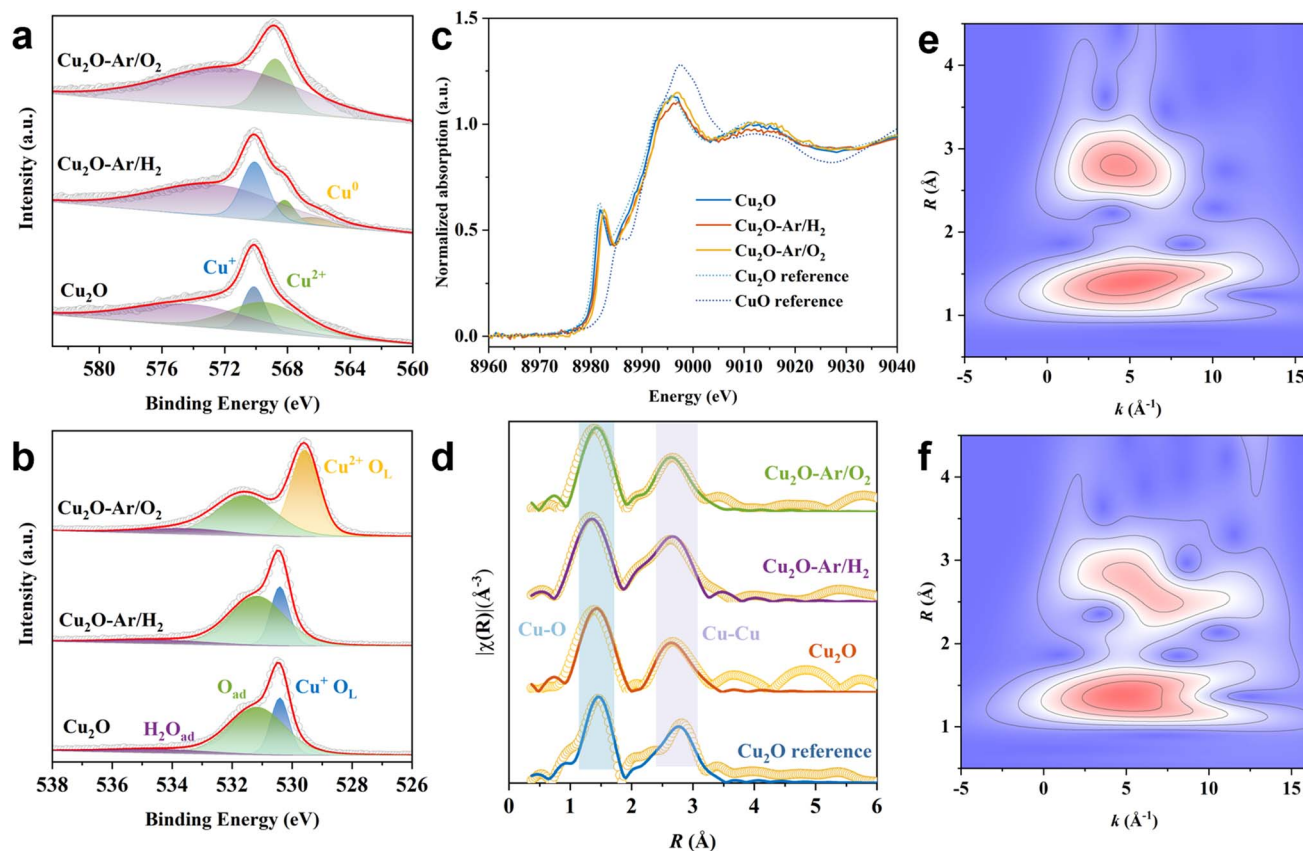 a
Cu₂O-Ar/O₂
Cu₂O-Ar/H₂
Cu⁰
Cu⁺
Cu²⁺
Cu₂O
Intensity (a.u.)
580 576 572 568 564 560
Binding Energy (eV)
b
Cu²⁺ O_L
Cu₂O-Ar/O₂
Cu₂O-Ar/H₂
O_ad
Cu⁺ O_L
Cu₂O
H₂O_ad
Intensity (a.u.)
538 536 534 532 530 528 526
Binding Energy (eV)
c
1.5
1.0
0.5
0.0
Normalized absorption (a.u.)
Cu₂O
Cu₂O-Ar/H₂
Cu₂O-Ar/O₂
Cu₂O reference
CuO reference
8960 8970 8980 8990 9000 9010 9020 9030 9040
Energy (eV)
d
Cu₂O-Ar/O₂
Cu₂O-Ar/H₂
Cu-O
Cu-Cu
Cu₂O
Cu₂O reference
|χ(R)|(Å⁻³)
0 1 2 3 4 5 6
R (Å)
e
4
3
2
1
R (Å)
-5 0 5 10 15
k (Å⁻¹)
f
4
3
2
1
R (Å)
-5 0 5 10 15
k (Å⁻¹)